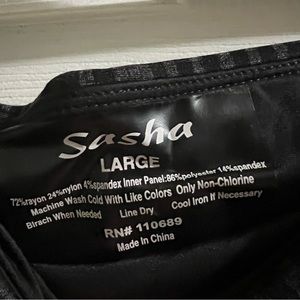 Sasha
LARGE
72%rayon 24%nylon 4%spandex Inner Panel:86%polyester 14%spandex
Machine Wash Cold With Like Colors Only Non-Chlorine
Blrach When Needed Line Dry Cool Iron If Necessary
RN# 110689
Made in China